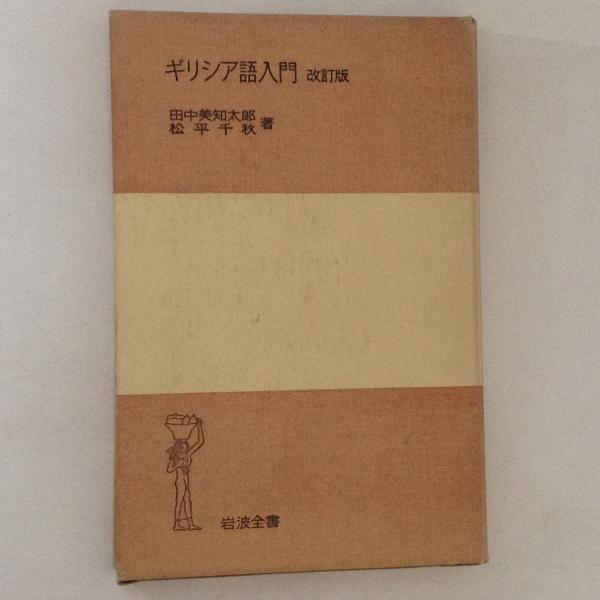 ギリシア語入門 改訂版
田中美知太郎
松平千秋 著
岩波全書